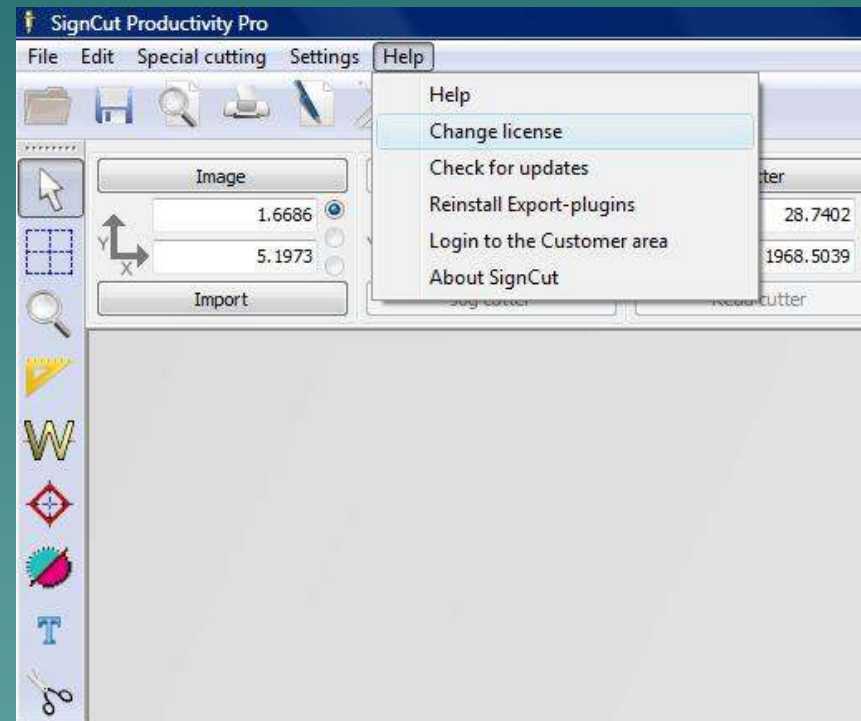 SignCut Productivity Pro
File Edit Special cutting Settings Help
Help
Change license
Check for updates
Reinstall Export-plugins
Login to the Customer area
About SignCut
Image
1.6686
28.7402
Y
5.1973
1968.5039
X
Import
W
T